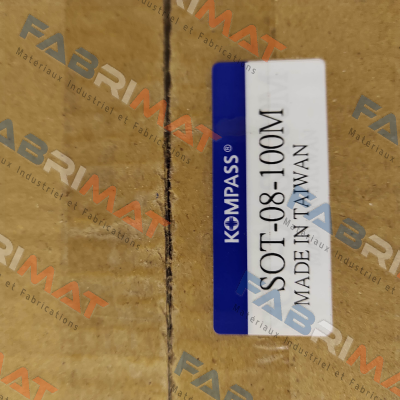 KOMPASS®
SOT-08-100M
MADE IN TAIWAN
FABRIMAT
Matériaux Industriel et Fabrications